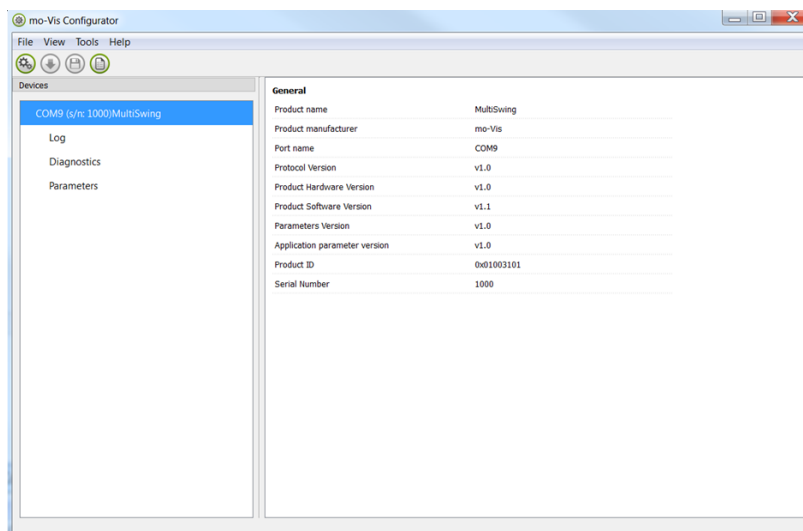 mo-Vis Configurator
File View Tools Help
Devices
COM9 (s/n: 1000)MultiSwing
Log
Diagnostics
Parameters
General
Product name MultiSwing
Product manufacturer mo-Vis
Port name COM9
Protocol Version v1.0
Product Hardware Version v1.0
Product Software Version v1.1
Parameters Version v1.0
Application parameter version v1.0
Product ID 0x01003101
Serial Number 1000